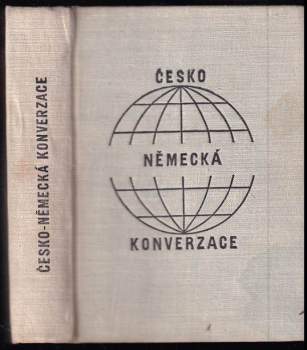 ČESKO-NĚMECKÁ KONVERZACE
ČESKO
NĚMECKÁ
KONVERZACE